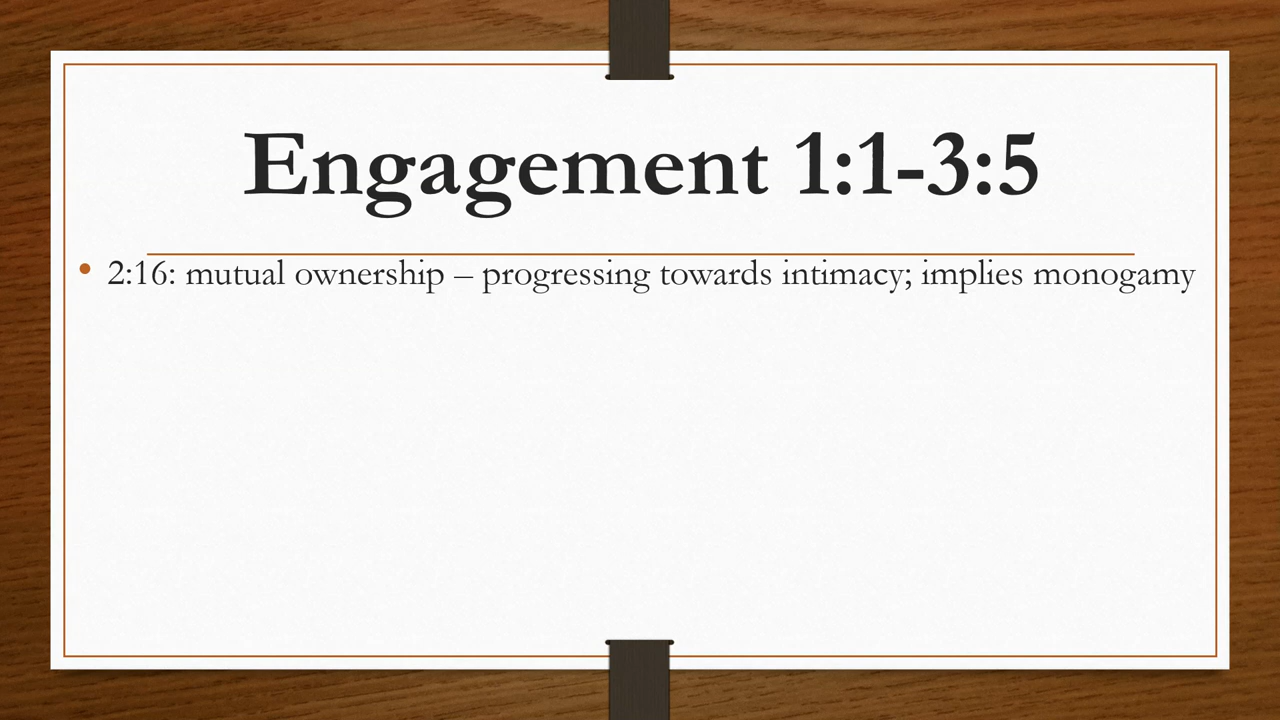 Engagement 1:1-3:5
• 2:16: mutual ownership – progressing towards intimacy; implies monogamy